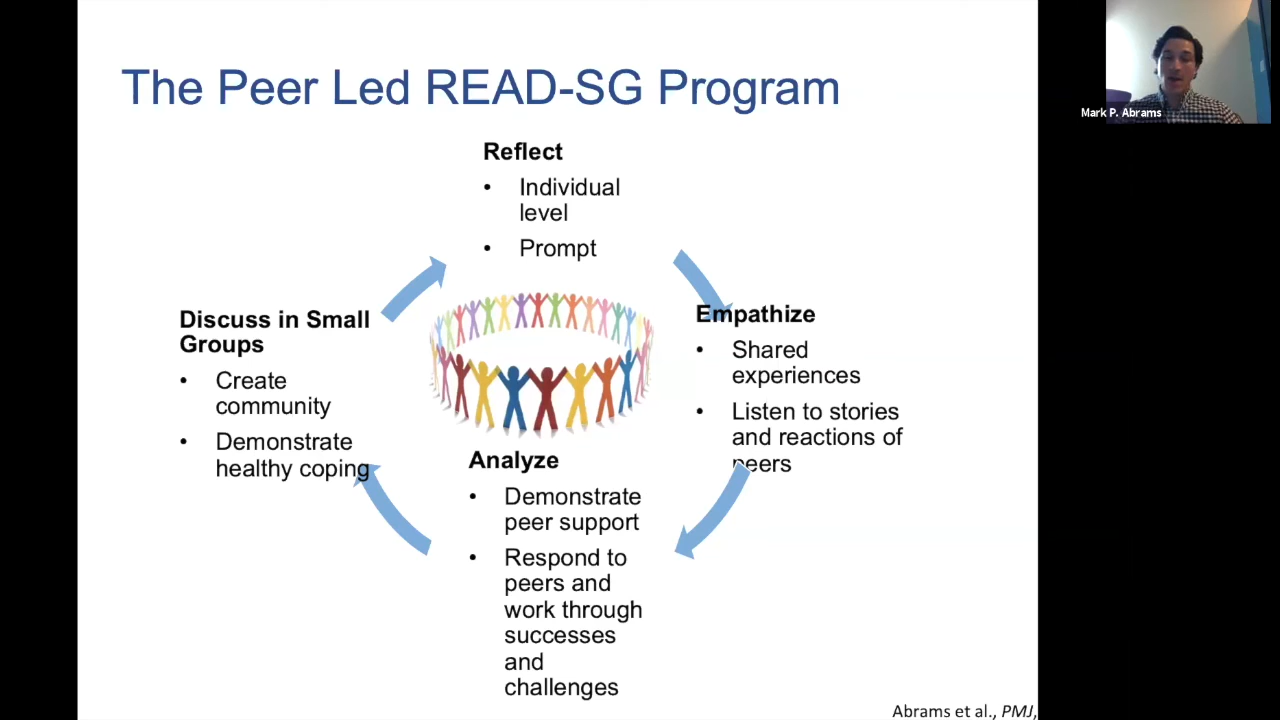 The Peer Led READ-SG Program
Mark P. Abrams
Reflect
• Individual
level
• Prompt
Empathize
• Shared
experiences
• Listen to stories
and reactions of
peers
Analyze
• Demonstrate
peer support
• Respond to
peers and
work through
successes
and
challenges
Discuss in Small
Groups
• Create
community
• Demonstrate
healthy coping
Abrams et al., PMJ,